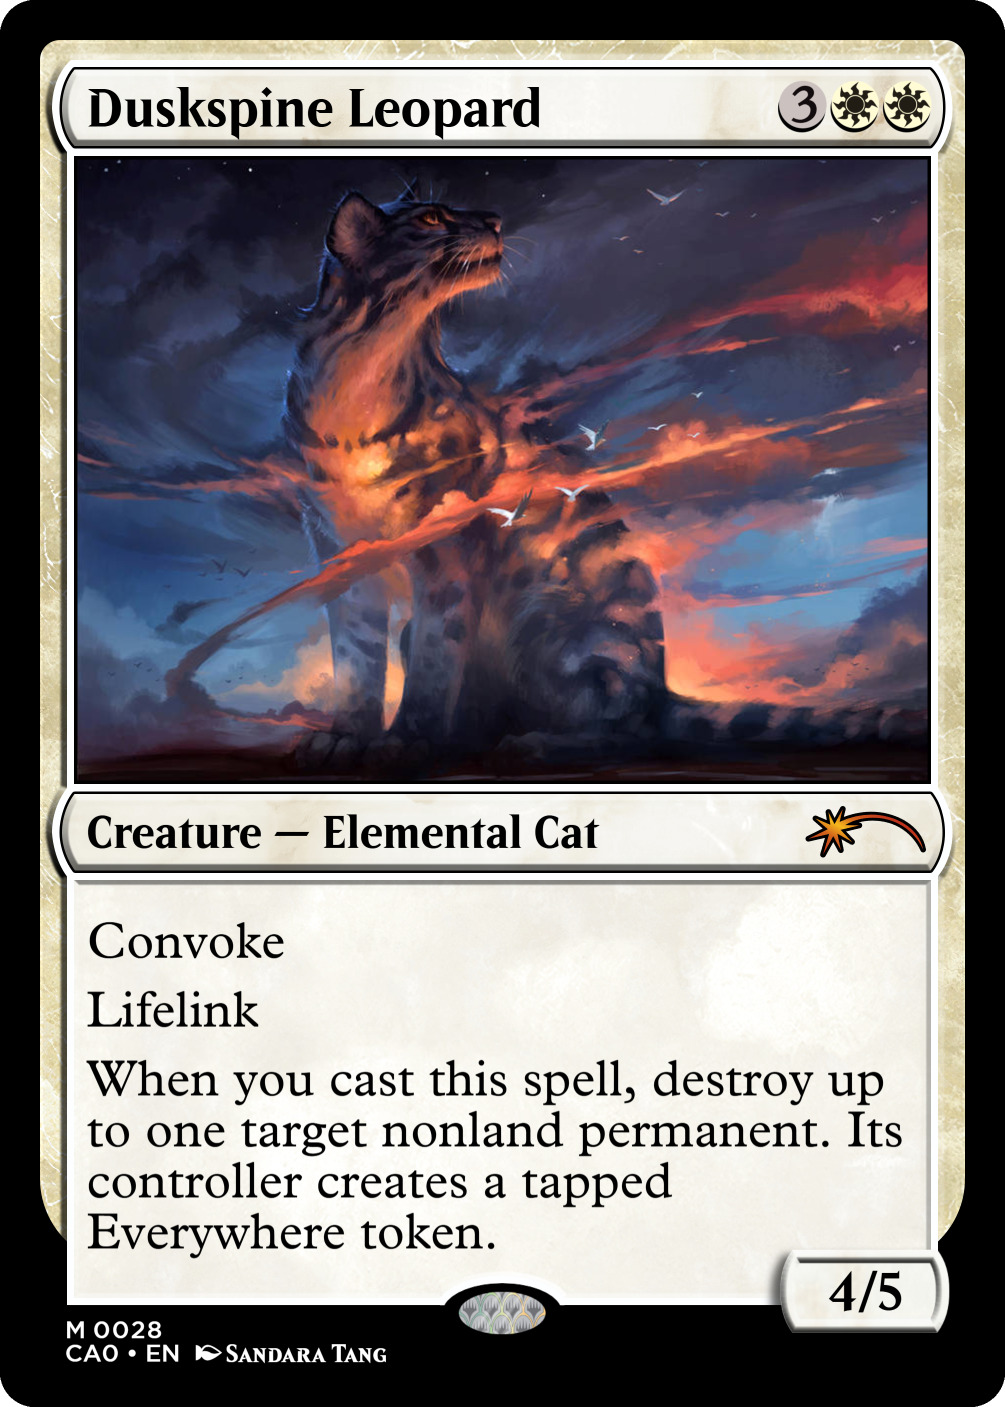 Duskspine Leopard 3
Creature — Elemental Cat
Convoke
Lifelink
When you cast this spell, destroy up
to one target nonland permanent. Its
controller creates a tapped
Everywhere token.
4/5
M 0028
CAO • EN Sandara Tang